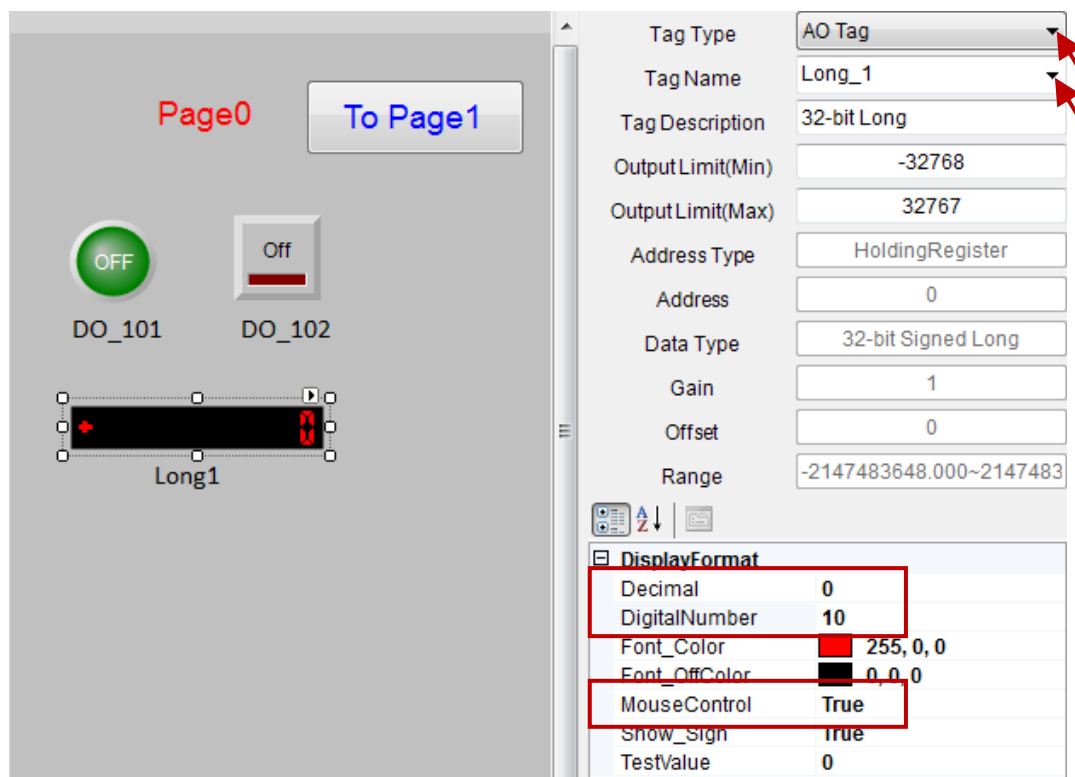 Page0
To Page1
OFF
Off
DO_101
DO_102
+ 0
Long1
Tag Type AO Tag
Tag Name Long_1
Tag Description 32-bit Long
Output Limit(Min) -32768
Output Limit(Max) 32767
Address Type HoldingRegister
Address 0
Data Type 32-bit Signed Long
Gain 1
Offset 0
Range -2147483648.000~2147483
A
Z
DisplayFormat
Decimal 0
DigitalNumber 10
Font_Color 255, 0, 0
Font_OffColor 0, 0, 0
MouseControl True
Show_Sign True
TestValue 0